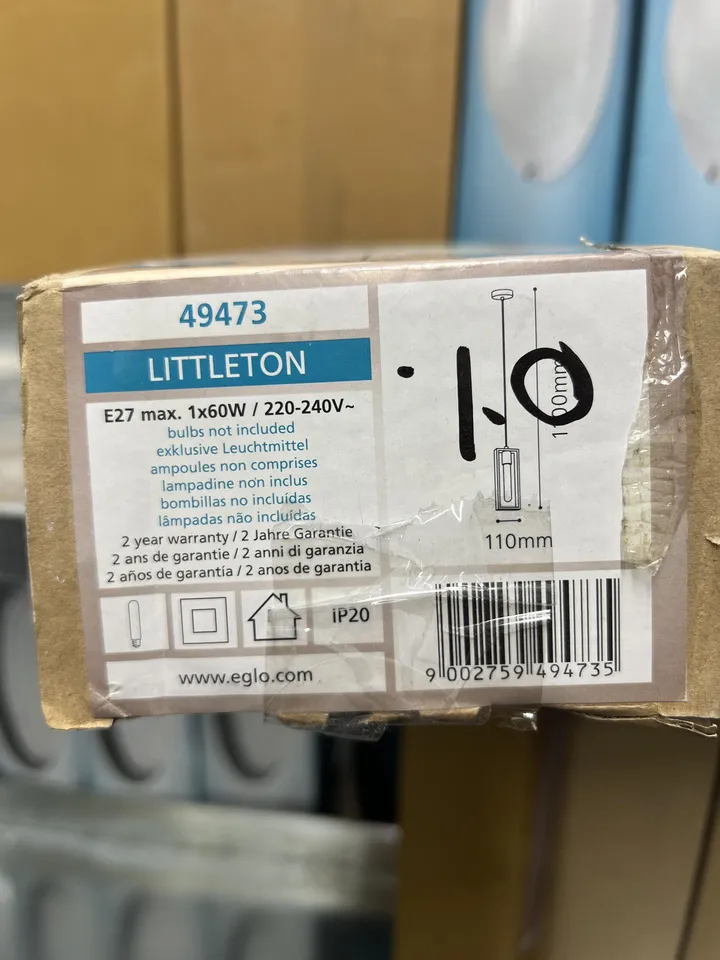 49473
LITTLETON
E27 max. 1x60W / 220-240V~
bulbs not included
exklusive Leuchtmittel
ampoules non comprises
lampadine non inclus
bombillas no incluídas
lâmpadas não incluídas
2 year warranty / 2 Jahre Garantie
2 ans de garantie / 2 anni di garanzia
2 años de garantía / 2 anos de garantia
IP20
www.eglo.com
110mm
9 002759 494735